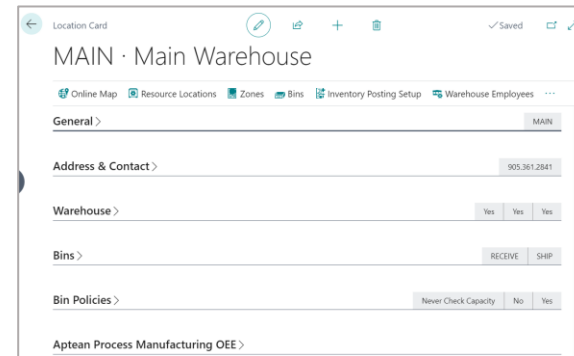 Location Card
Saved
MAIN · Main Warehouse
Online Map Resource Locations Zones Bins Inventory Posting Setup Warehouse Employees ...
General > MAIN
Address & Contact > 905.361.2841
Warehouse > Yes Yes Yes
Bins > RECEIVE SHIP
Bin Policies > Never Check Capacity No Yes
Aptean Process Manufacturing OEE >